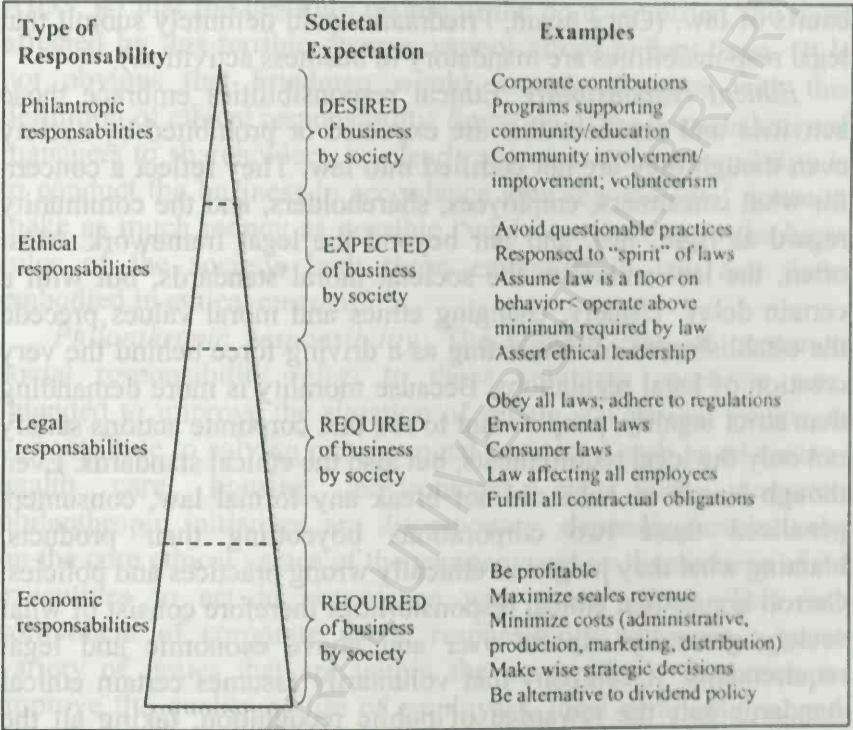 Type of
Responsability
Societal
Expectation
Examples
Philantropic
responsabilities
DESIRED
of business
by society
Corporate contributions
Programs supporting
community/education
Community involvement/
imptovement; volunteerism
Ethical
responsabilities
EXPECTED
of business
by society
Avoid questionable practices
Responsed to “spirit” of laws
Assume law is a floor on
behavior< operate above
minimum required by law
Assert ethical leadership
Legal
responsabilities
REQUIRED
of business
by society
Obey all laws; adhere to regulations
Environmental laws
Consumer laws
Law affecting all employees
Fulfill all contractual obligations
Economic
responsabilities
REQUIRED
of business
by society
Be profitable
Maximize scales revenue
Minimize costs (administrative,
production, marketing, distribution)
Make wise strategic decisions
Be alternative to dividend policy